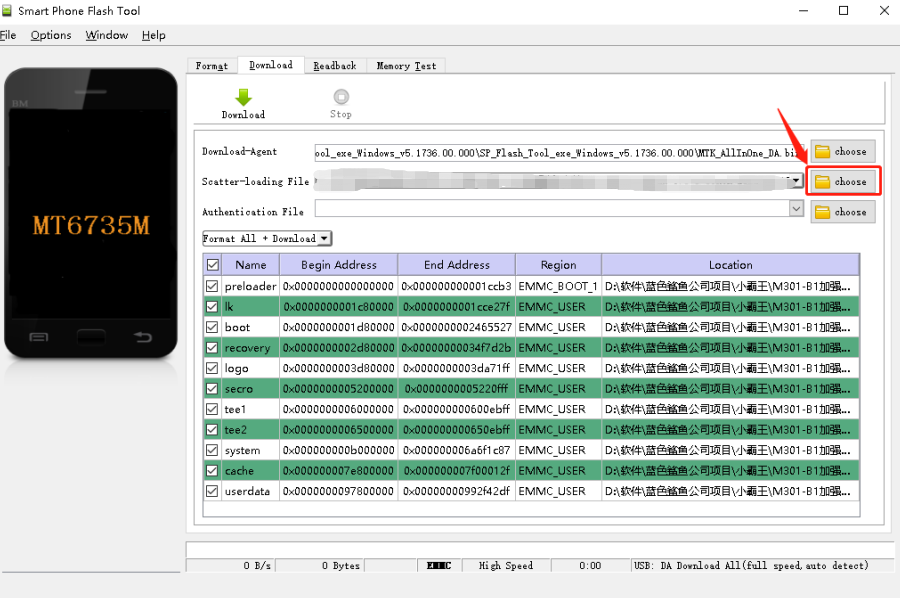 Smart Phone Flash Tool
File Options Window Help
Format Download Readback Memory Test
BM
Download Stop
Download-Agent ool_exe_Windows_v5.1736.00.000\SP_Flash_Tool_exe_Windows_v5.1736.00.000\MTK_AllInOne_DA.bi choose
Scatter-loading File choose
Authentication File choose
MT6735M
Format All + Download
Name Begin Address End Address Region Location
preloader 0x0000000000000000 0x000000000001ccb3 EMMC_BOOT_1 D:\软件\蓝色鲨鱼公司项目\小霸王\M301-B1加强...
lk 0x0000000001c80000 0x0000000001cce27f EMMC_USER D:\软件\蓝色鲨鱼公司项目\小霸王\M301-B1加强...
boot 0x0000000001d80000 0x0000000002465527 EMMC_USER D:\软件\蓝色鲨鱼公司项目\小霸王\M301-B1加强...
recovery 0x0000000002d80000 0x00000000034f7d2b EMMC_USER D:\软件\蓝色鲨鱼公司项目\小霸王\M301-B1加强...
logo 0x0000000003d80000 0x0000000003da71ff EMMC_USER D:\软件\蓝色鲨鱼公司项目\小霸王\M301-B1加强...
secro 0x0000000005200000 0x0000000005220fff EMMC_USER D:\软件\蓝色鲨鱼公司项目\小霸王\M301-B1加强...
tee1 0x0000000006000000 0x000000000600ebff EMMC_USER D:\软件\蓝色鲨鱼公司项目\小霸王\M301-B1加强...
tee2 0x0000000006500000 0x000000000650ebff EMMC_USER D:\软件\蓝色鲨鱼公司项目\小霸王\M301-B1加强...
system 0x000000000b000000 0x000000006a6f1c87 EMMC_USER D:\软件\蓝色鲨鱼公司项目\小霸王\M301-B1加强...
cache 0x000000007e800000 0x000000007f00012f EMMC_USER D:\软件\蓝色鲨鱼公司项目\小霸王\M301-B1加强...
userdata 0x0000000097800000 0x00000000992f42df EMMC_USER D:\软件\蓝色鲨鱼公司项目\小霸王\M301-B1加强...
0 B/s 0 Bytes EMMC High Speed 0:00 USB: DA Download All(full speed,auto detect)